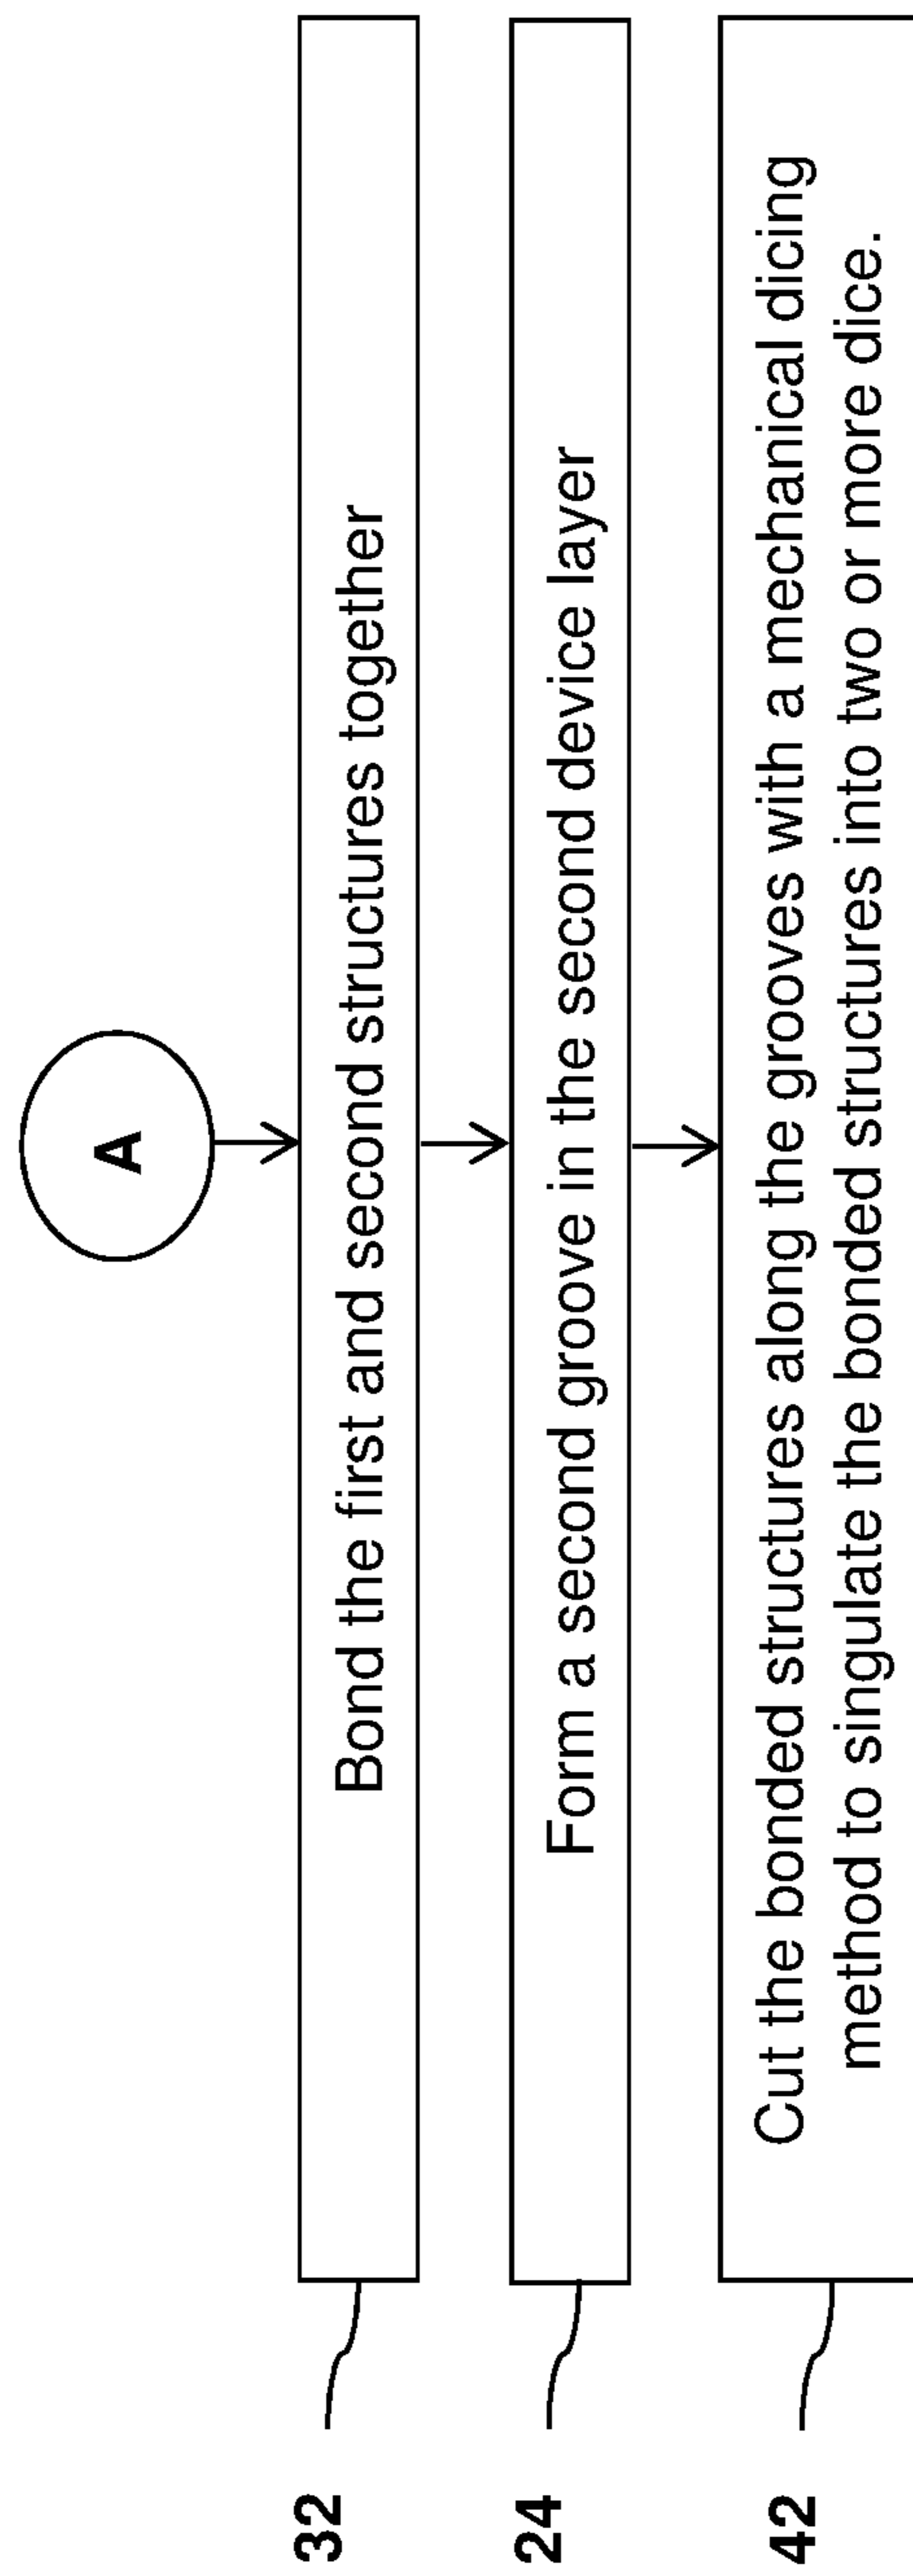 A
32
Bond the first and second structures together
24
Form a second groove in the second device layer
42
Cut the bonded structures along the grooves with a mechanical dicing
method to singulate the bonded structures into two or more dice.